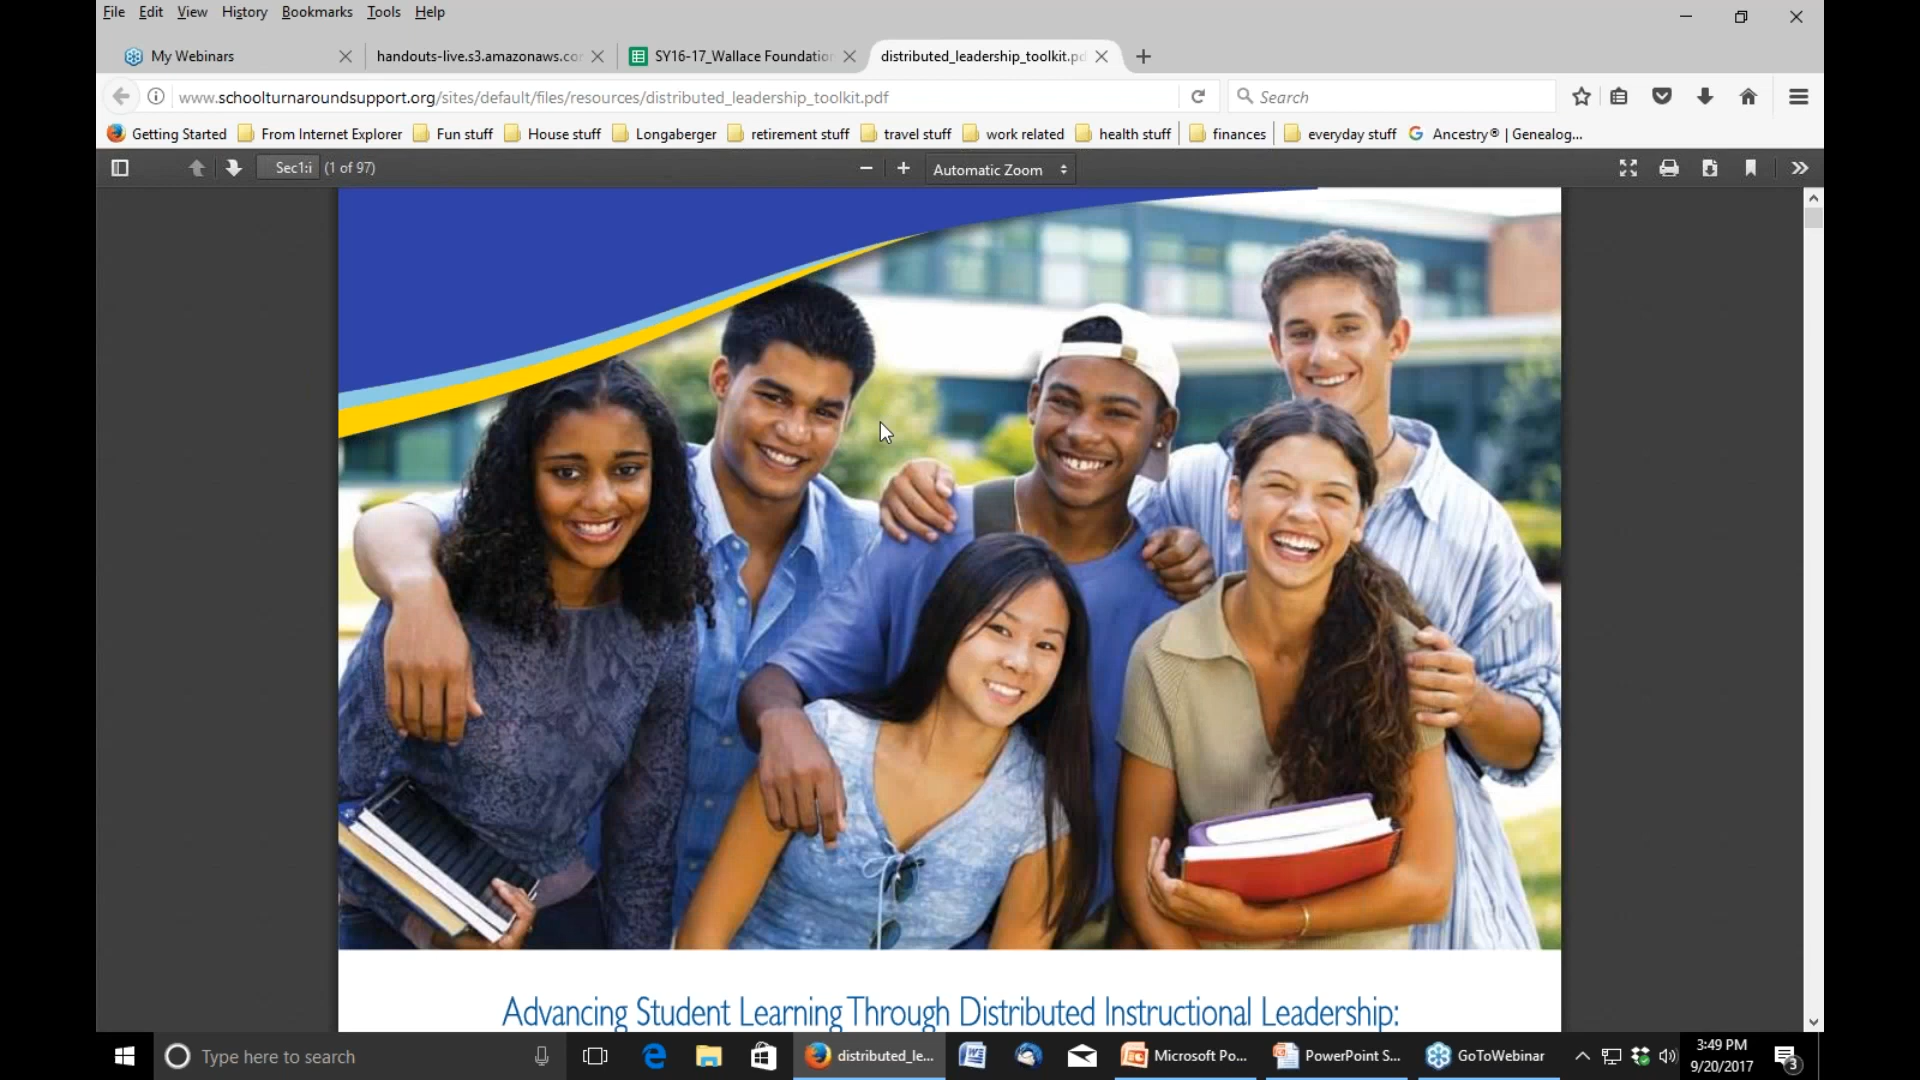 File Edit View History Bookmarks Tools Help
My Webinars
handouts-live.s3.amazonaws.co
SY16-17_Wallace Foundation
distributed_leadership_toolkit.pd
www.schoolturnaroundsupport.org/sites/default/files/resources/distributed_leadership_toolkit.pdf
Search
Getting Started From Internet Explorer Fun stuff House stuff Longaberger retirement stuff travel stuff work related health stuff finances everyday stuff Ancestry® | Genealog...
Sec1:i (1 of 97)
Automatic Zoom
Advancing Student Learning Through Distributed Instructional Leadership:
Type here to search
distributed_le...
Microsoft Po...
PowerPoint S...
GoToWebinar
3:49 PM
9/20/2017
3